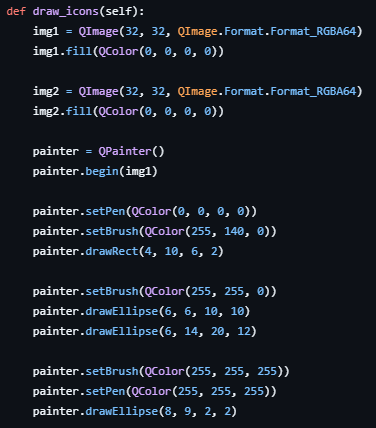 def draw_icons(self):
    img1 = QImage(32, 32, QImage.Format.Format_RGBA64)
    img1.fill(QColor(0, 0, 0, 0))

    img2 = QImage(32, 32, QImage.Format.Format_RGBA64)
    img2.fill(QColor(0, 0, 0, 0))

    painter = QPainter()
    painter.begin(img1)

    painter.setPen(QColor(0, 0, 0, 0))
    painter.setBrush(QColor(255, 140, 0))
    painter.drawRect(4, 10, 6, 2)

    painter.setBrush(QColor(255, 255, 0))
    painter.drawEllipse(6, 6, 10, 10)
    painter.drawEllipse(6, 14, 20, 12)

    painter.setBrush(QColor(255, 255, 255))
    painter.setPen(QColor(255, 255, 255))
    painter.drawEllipse(8, 9, 2, 2)